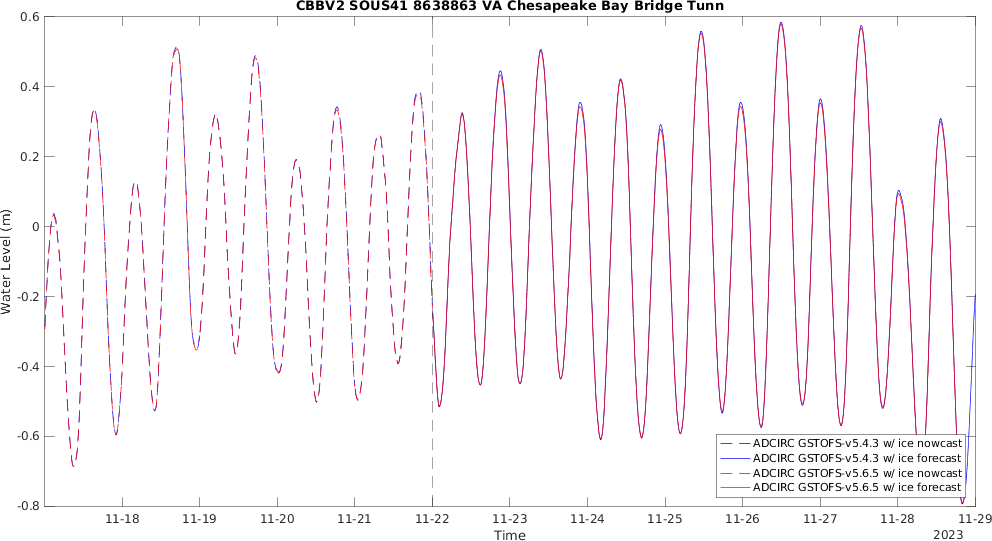 CBBV2 SOUS41 8638863 VA Chesapeake Bay Bridge Tunn
0.6
0.4
0.2
0
-0.2
-0.4
-0.6
-0.8
Water Level (m)
ADCIRC GSTOFS-v5.4.3 w/ ice nowcast
ADCIRC GSTOFS-v5.4.3 w/ ice forecast
ADCIRC GSTOFS-v5.6.5 w/ ice nowcast
ADCIRC GSTOFS-v5.6.5 w/ ice forecast
11-18 11-19 11-20 11-21 11-22 11-23 11-24 11-25 11-26 11-27 11-28 11-29
Time
2023